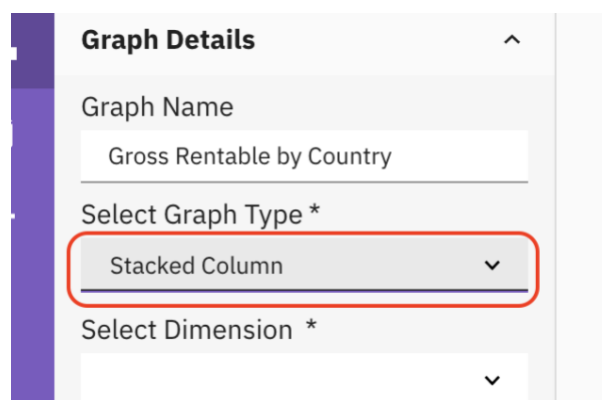 Graph Details
Graph Name
Gross Rentable by Country
Select Graph Type *
Stacked Column
Select Dimension *